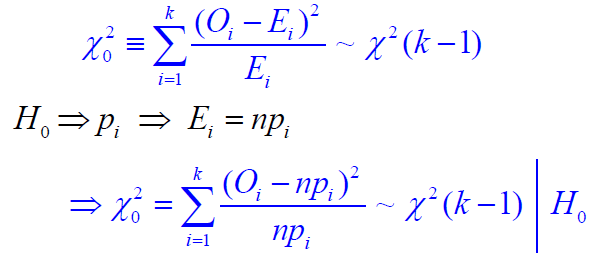 χ₀² ≡ ∑_{i=1}^{k} (O_i − E_i)² / E_i ~ χ²(k−1)
H₀ ⇒ p_i ⇒ E_i = np_i
⇒ χ₀² = ∑_{i=1}^{k} (O_i − np_i)² / np_i ~ χ²(k−1) | H₀